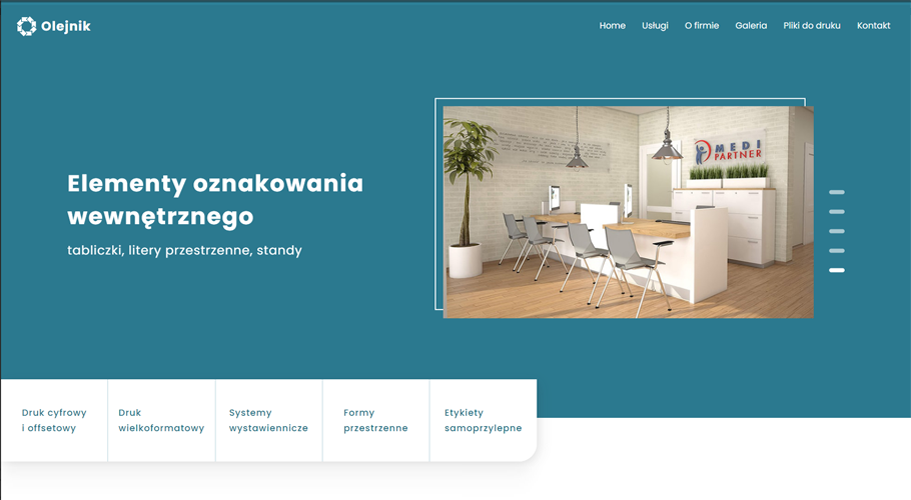 Olejnik
Home Usługi O firmie Galeria Pliki do druku Kontakt
MEDI
PARTNER
Elementy oznakowania
wewnętrznego
tabliczki, litery przestrzenne, standy
Druk cyfrowy
i offsetowy
Druk
wielkoformatowy
Systemy
wystawiennicze
Formy
przestrzenne
Etykiety
samoprzylepne